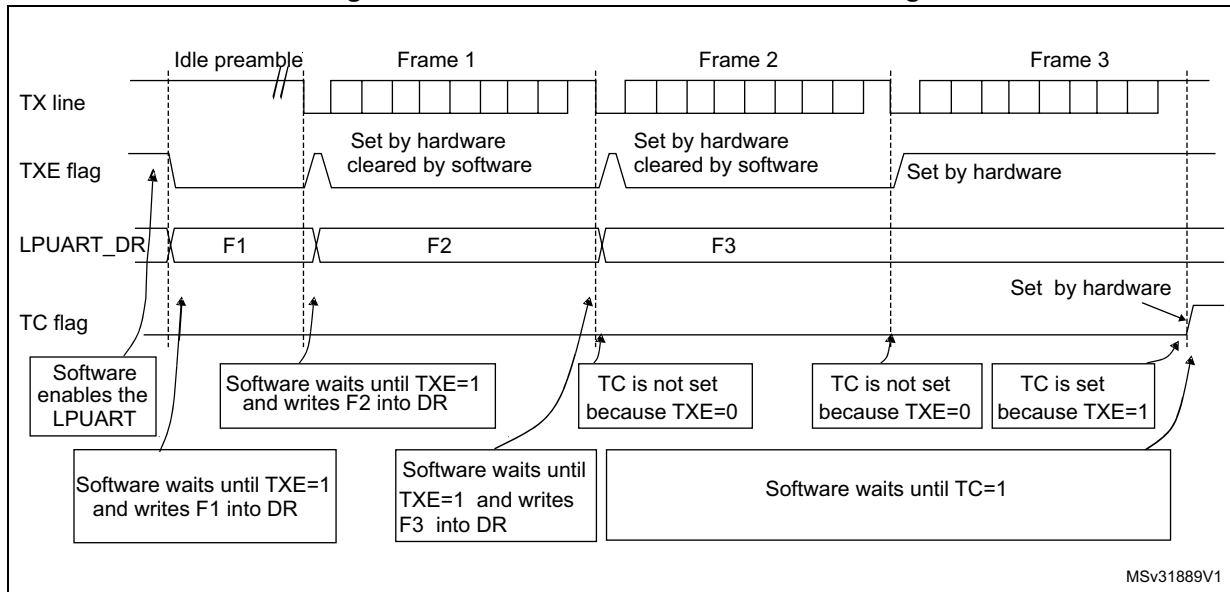 Idle preamble
Frame 1
Frame 2
Frame 3
TX line
TXE flag
Set by hardware
cleared by software
Set by hardware
cleared by software
Set by hardware
LPUART_DR
F1
F2
F3
TC flag
Set by hardware
Software
enables the
LPUART
Software waits until TXE=1
and writes F2 into DR
TC is not set
because TXE=0
TC is not set
because TXE=0
TC is set
because TXE=1
Software waits until TXE=1
and writes F1 into DR
Software waits until
TXE=1 and writes
F3 into DR
Software waits until TC=1
MSv31889V1